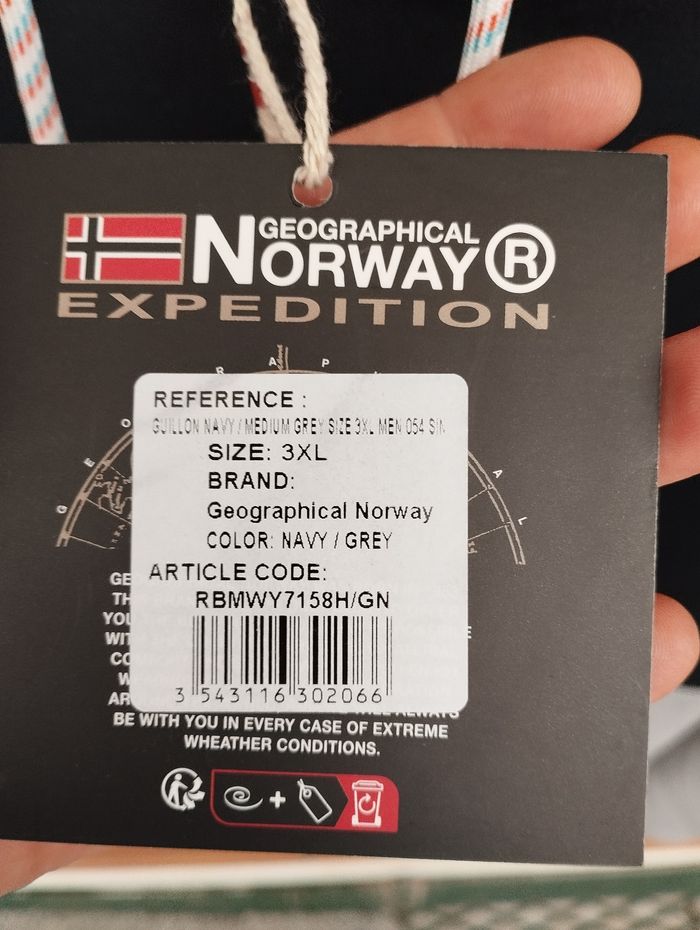 GEOGRAPHICAL
NORWAY ®
EXPEDITION
G E O R A P A L
REFERENCE :
GUILLON NAVY / MEDIUM GREY SIZE 3XL MEN 054
SIZE: 3XL
BRAND:
Geographical Norway
COLOR: NAVY / GREY
ARTICLE CODE:
RBMWY7158H/GN
3 543116 302066
BE WITH YOU IN EVERY CASE OF EXTREME
WHEATHER CONDITIONS.